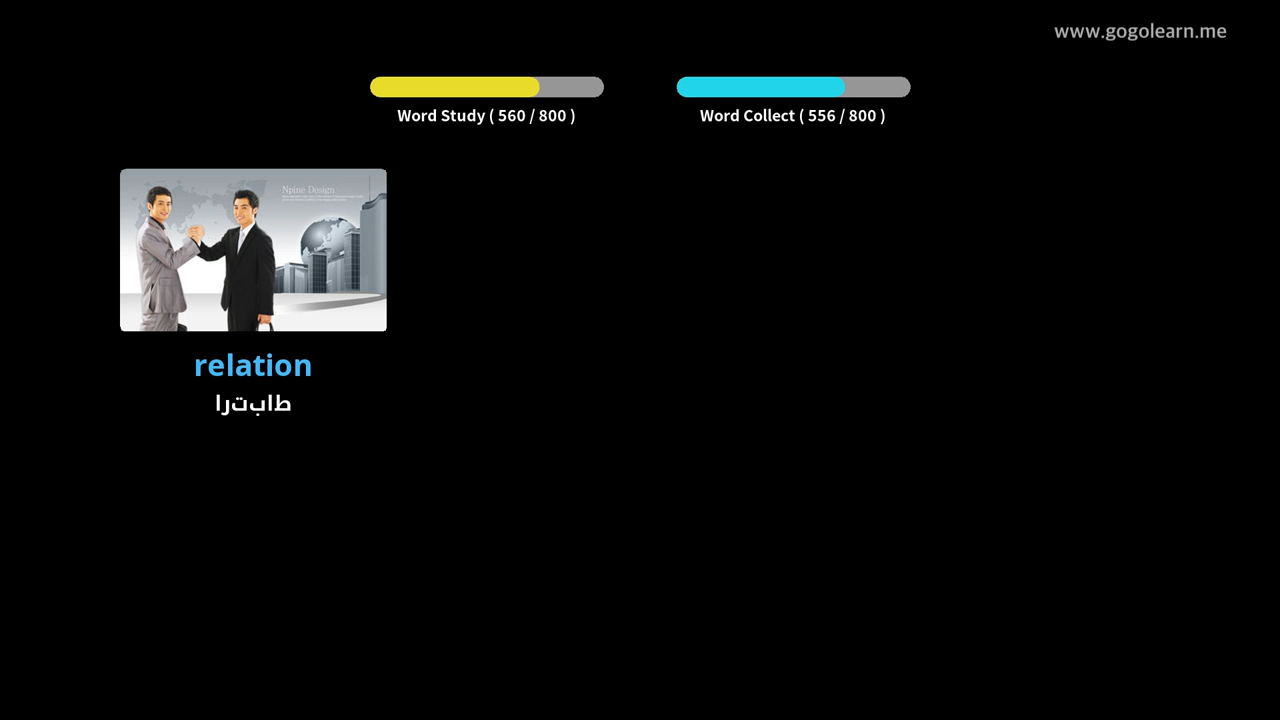 www.gogolearn.me
Word Study ( 560 / 800 )
Word Collect ( 556 / 800 )
Npine Design
relation
طابترا